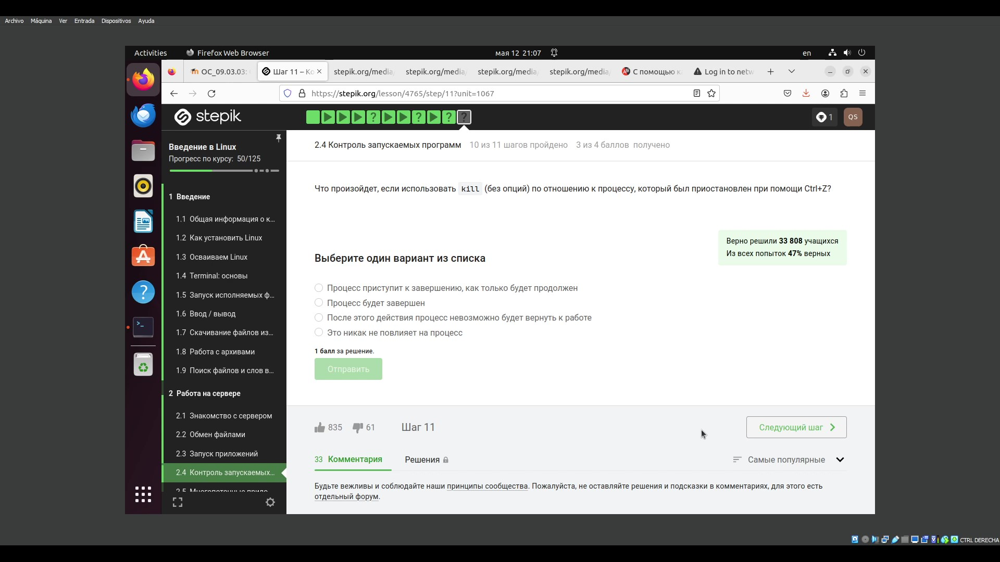 Archivo Máquina Ver Entrada Dispositivos Ayuda
Activities Firefox Web Browser мая 12 21:07 en
ОС_09.03.03: Шаг 11 – Ко stepik.org/media stepik.org/media/ stepik.org/media/ stepik.org/media/ С помощью к Log in to netw
https://stepik.org/lesson/4765/step/11?unit=1067
stepik ? ? ? ? 1 QS
Введение в Linux
Прогресс по курсу: 50/125
1 Введение
1.1 Общая информация о к...
1.2 Как установить Linux
1.3 Осваиваем Linux
1.4 Terminal: основы
1.5 Запуск исполняемых ф...
1.6 Ввод / вывод
1.7 Скачивание файлов из...
1.8 Работа с архивами
1.9 Поиск файлов и слов в...
2 Работа на сервере
2.1 Знакомство с сервером
2.2 Обмен файлами
2.3 Запуск приложений
2.4 Контроль запускаемых...
2.5 Многопоточные прило...
2.4 Контроль запускаемых программ 10 из 11 шагов пройдено 3 из 4 баллов получено
Что произойдет, если использовать kill (без опций) по отношению к процессу, который был приостановлен при помощи Ctrl+Z?
Верно решили 33 808 учащихся
Из всех попыток 47% верных
Выберите один вариант из списка
Процесс приступит к завершению, как только будет продолжен
Процесс будет завершен
После этого действия процесс невозможно будет вернуть к работе
Это никак не повлияет на процесс
1 балл за решение.
Отправить
835 61 Шаг 11 Следующий шаг
33 Комментария Решения Самые популярные
Будьте вежливы и соблюдайте наши принципы сообщества. Пожалуйста, не оставляйте решения и подсказки в комментариях, для этого есть
отдельный форум.
CTRL DERECHA